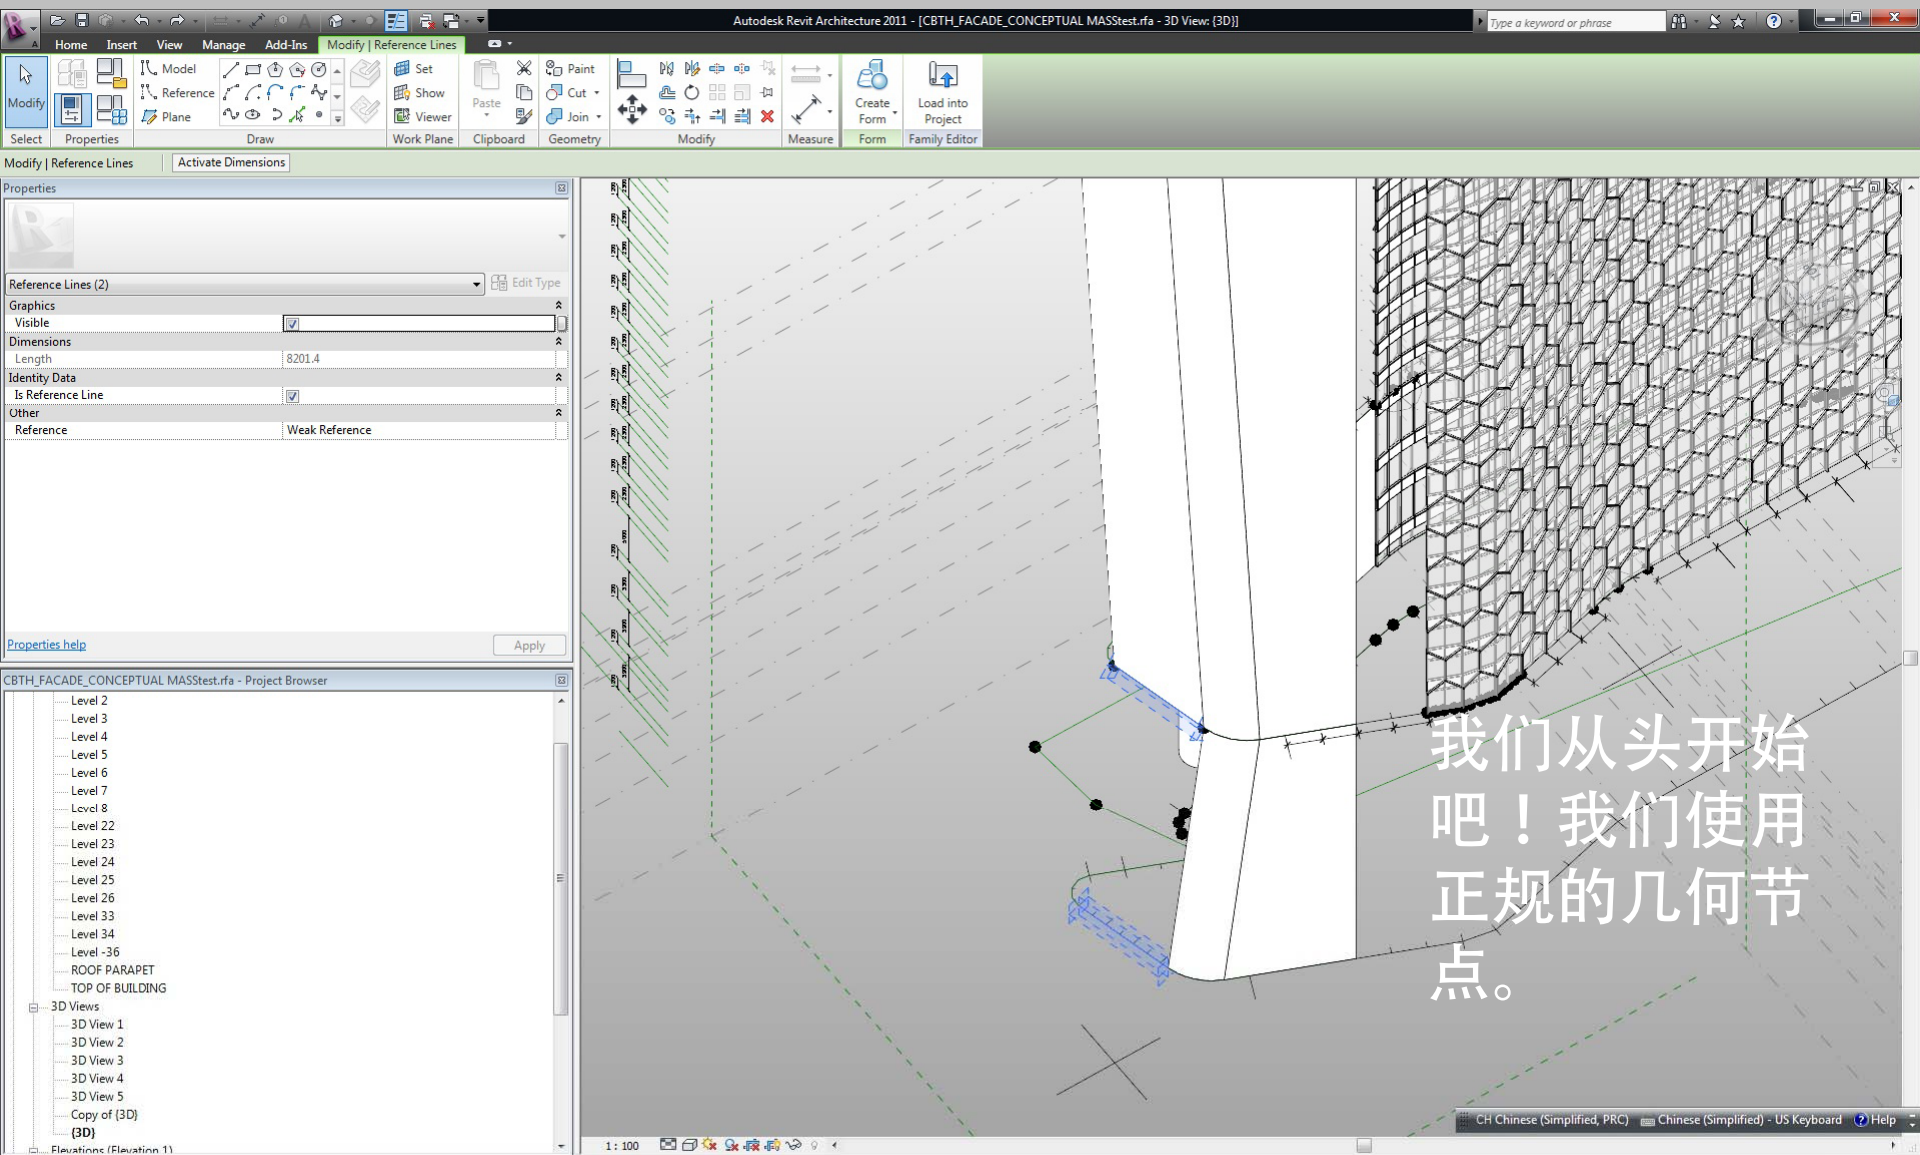 Autodesk Revit Architecture 2011 - [CBTH_FACADE_CONCEPTUAL MASStest.rfa - 3D View: {3D}]
Type a keyword or phrase
Home Insert View Manage Add-Ins Modify | Reference Lines
Modify
Model
Reference
Plane
Set
Show
Viewer
Paste
Paint
Cut
Join
Create Form
Load into Project
Select Properties Draw Work Plane Clipboard Geometry Modify Measure Form Family Editor
Modify | Reference Lines Activate Dimensions
Properties
Reference Lines (2) Edit Type
Graphics
Visible
Dimensions
Length 8201.4
Identity Data
Is Reference Line
Other
Reference Weak Reference
Properties help Apply
CBTH_FACADE_CONCEPTUAL MASStest.rfa - Project Browser
Level 2
Level 3
Level 4
Level 5
Level 6
Level 7
Level 8
Level 22
Level 23
Level 24
Level 25
Level 26
Level 33
Level 34
Level -36
ROOF PARAPET
TOP OF BUILDING
3D Views
3D View 1
3D View 2
3D View 3
3D View 4
3D View 5
Copy of {3D}
{3D}
Elevations (Elevation 1)
我们从头开始
吧！我们使用
正规的几何节
点。
CH Chinese (Simplified, PRC) Chinese (Simplified) - US Keyboard Help
1 : 100